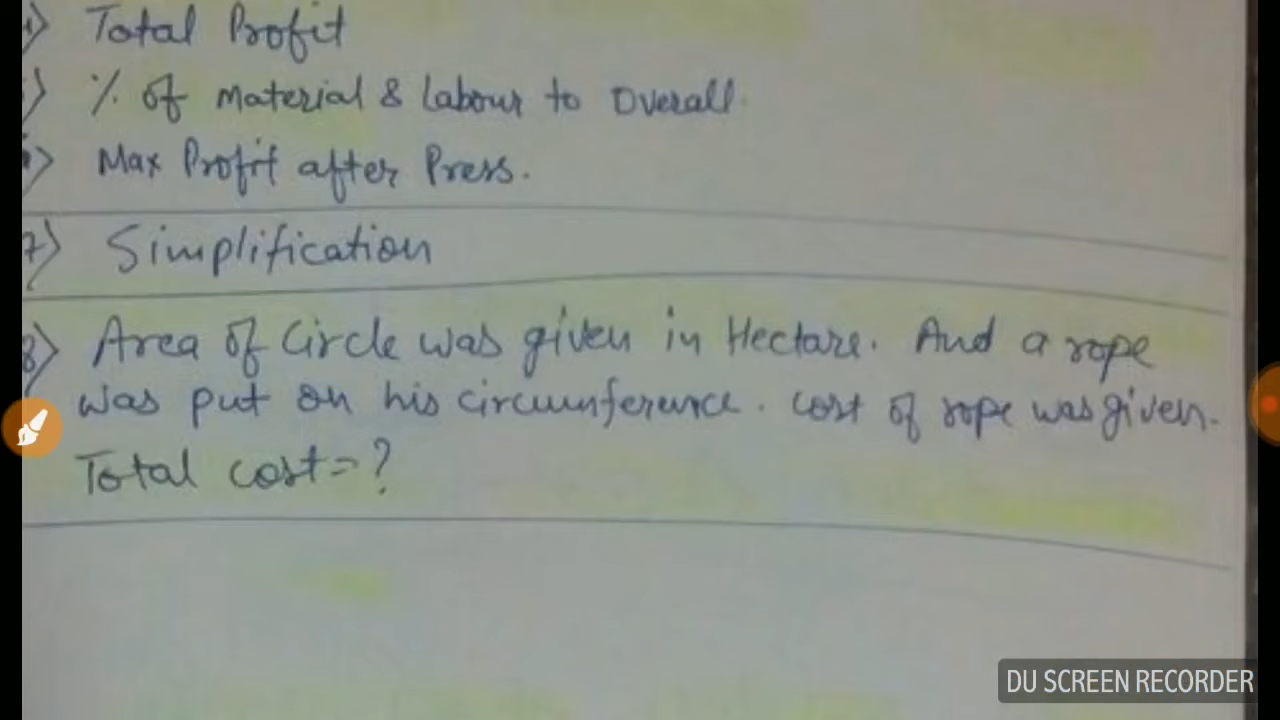 i) Total Profit
) % of Material & Labour to Overall.
) Max Profit after Press.
7) Simplification
8) Area of Circle was given in Hectare. And a rope
was put on his circumference. Cost of rope was given.
Total cost = ?
DU SCREEN RECORDER